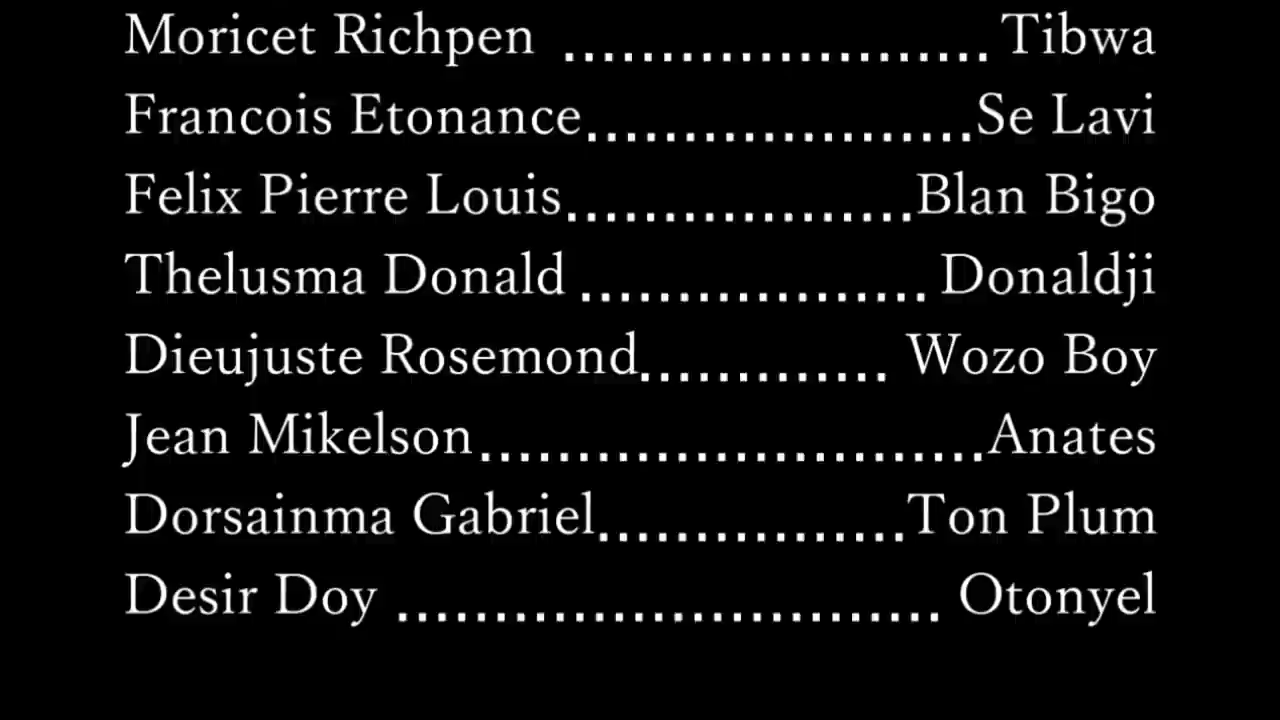 Moricet Richpen ...................... Tibwa
Francois Etonance....................Se Lavi
Felix Pierre Louis..................Blan Bigo
Thelusma Donald .................. Donaldji
Dieujuste Rosemond............. Wozo Boy
Jean Mikelson..........................Anates
Dorsainma Gabriel................Ton Plum
Desir Doy ............................ Otonyel